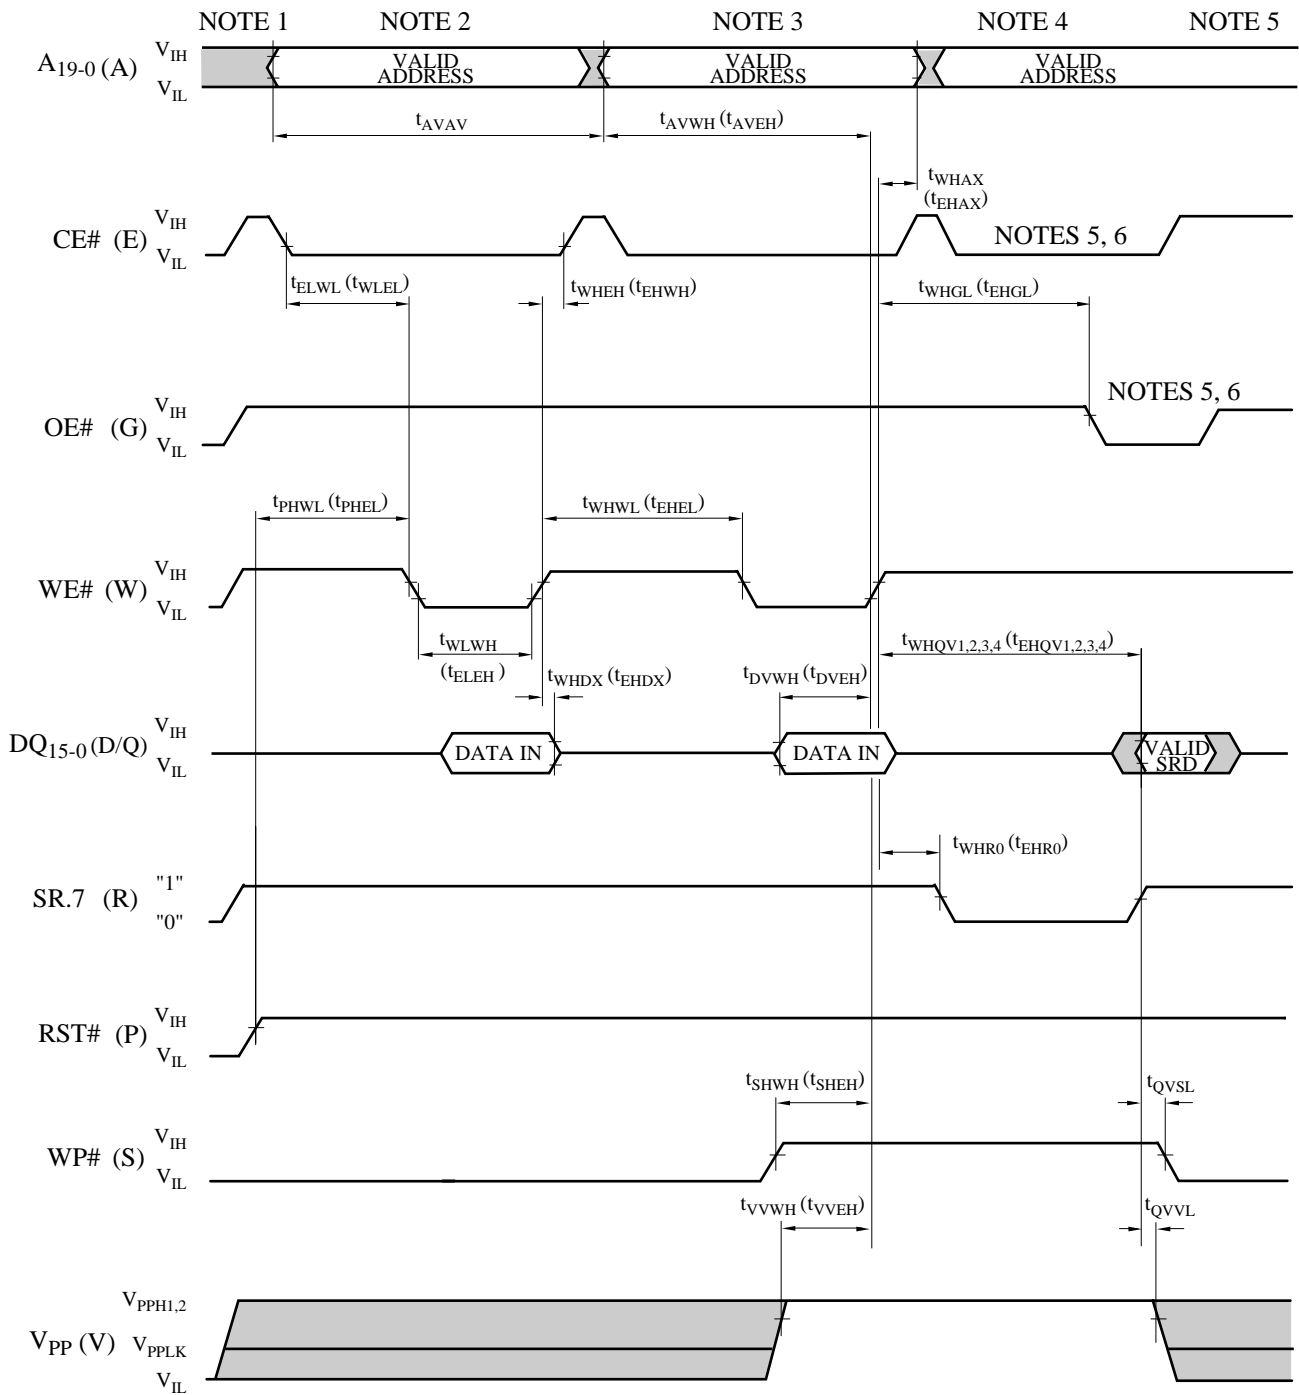 NOTE 1 NOTE 2 NOTE 3 NOTE 4 NOTE 5
A19-0 (A) VIH VIL
VALID ADDRESS
VALID ADDRESS
VALID ADDRESS
tAVAV
tAVWH (tAVEH)
tWHAX
(tEHAX)
CE# (E) VIH VIL
NOTES 5, 6
tELWL (tWLEL)
tWHEH (tEHWH)
tWHGL (tEHGL)
OE# (G) VIH VIL
NOTES 5, 6
tPHWL (tPHEL)
tWHWL (tEHEL)
WE# (W) VIH VIL
tWLWH
(tELEH )
tWHDX (tEHDX)
tDVWH (tDVEH)
tWHQV1,2,3,4 (tEHQV1,2,3,4)
DQ15-0 (D/Q) VIH VIL
DATA IN
DATA IN
VALID SRD
tWHR0 (tEHR0)
SR.7 (R) "1" "0"
RST# (P) VIH VIL
tSHWH (tSHEH)
tQVSL
WP# (S) VIH VIL
tVVWH (tVVEH)
tQVVL
VPP (V) VPPH1,2 VPPLK VIL